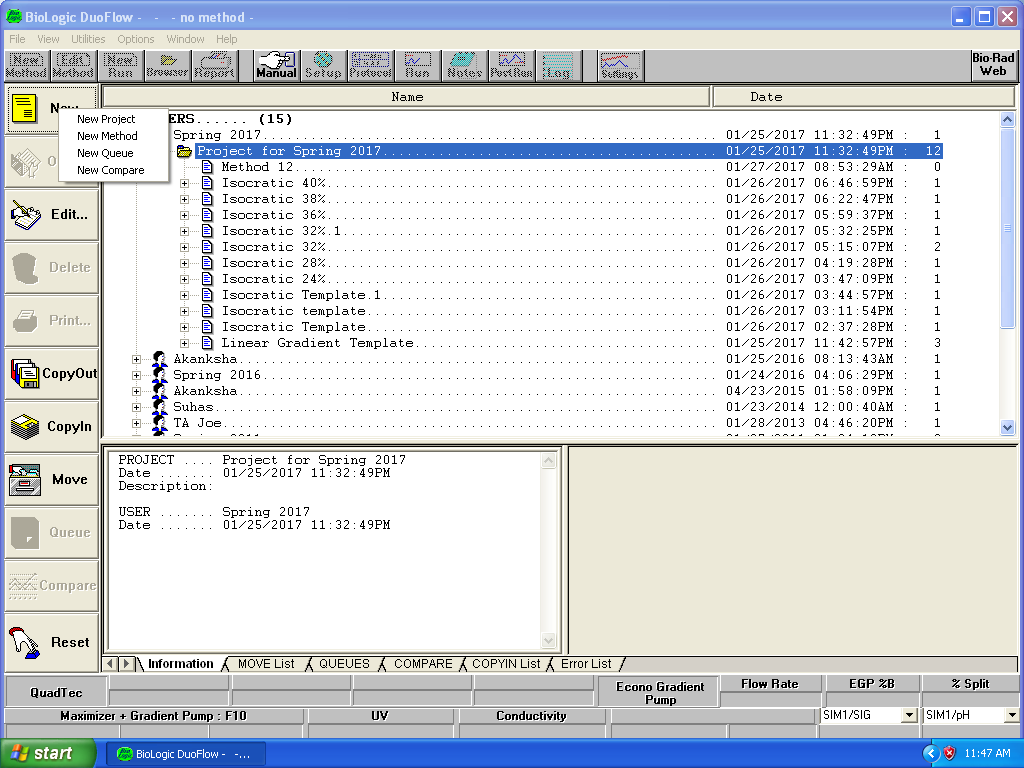 BioLogic DuoFlow - - - no method -
File View Utilities Options Window Help
New Method Edit Method New Run Browser Report Manual Setup Protocol Run Notes PostRun Log Settings Bio-Rad Web
New
Name Date
New Project
New Method
New Queue
New Compare
ERS...... (15)
Spring 2017 01/25/2017 11:32:49PM : 1
Project for Spring 2017 01/25/2017 11:32:49PM : 12
Method 12 01/27/2017 08:53:29AM : 0
Isocratic 40% 01/26/2017 06:46:59PM : 1
Isocratic 38% 01/26/2017 06:22:47PM : 1
Isocratic 36% 01/26/2017 05:59:37PM : 1
Isocratic 32%.1 01/26/2017 05:32:25PM : 1
Isocratic 32% 01/26/2017 05:15:07PM : 2
Isocratic 28% 01/26/2017 04:19:28PM : 1
Isocratic 24% 01/26/2017 03:47:09PM : 1
Isocratic Template.1 01/26/2017 03:44:57PM : 1
Isocratic template 01/26/2017 03:11:54PM : 1
Isocratic Template 01/26/2017 02:37:28PM : 1
Linear Gradient Template 01/25/2017 11:42:57PM : 3
Akanksha 01/25/2016 08:13:43AM : 1
Spring 2016 01/24/2016 04:06:29PM : 1
Akanksha 04/23/2015 01:58:09PM : 1
Suhas 01/23/2014 12:00:40AM : 1
TA Joe 01/28/2013 04:46:20PM : 1
O
Edit...
Delete
Print...
CopyOut
CopyIn
Move
Queue
Compare
Reset
PROJECT .... Project for Spring 2017
Date ....... 01/25/2017 11:32:49PM
Description:
USER ....... Spring 2017
Date ....... 01/25/2017 11:32:49PM
Information MOVE List QUEUES COMPARE COPYIN List Error List
QuadTec Econo Gradient Pump Flow Rate EGP %B % Split
Maximizer + Gradient Pump : F10 UV Conductivity SIM1/SIG SIM1/pH
start BioLogic DuoFlow - -... 11:47 AM